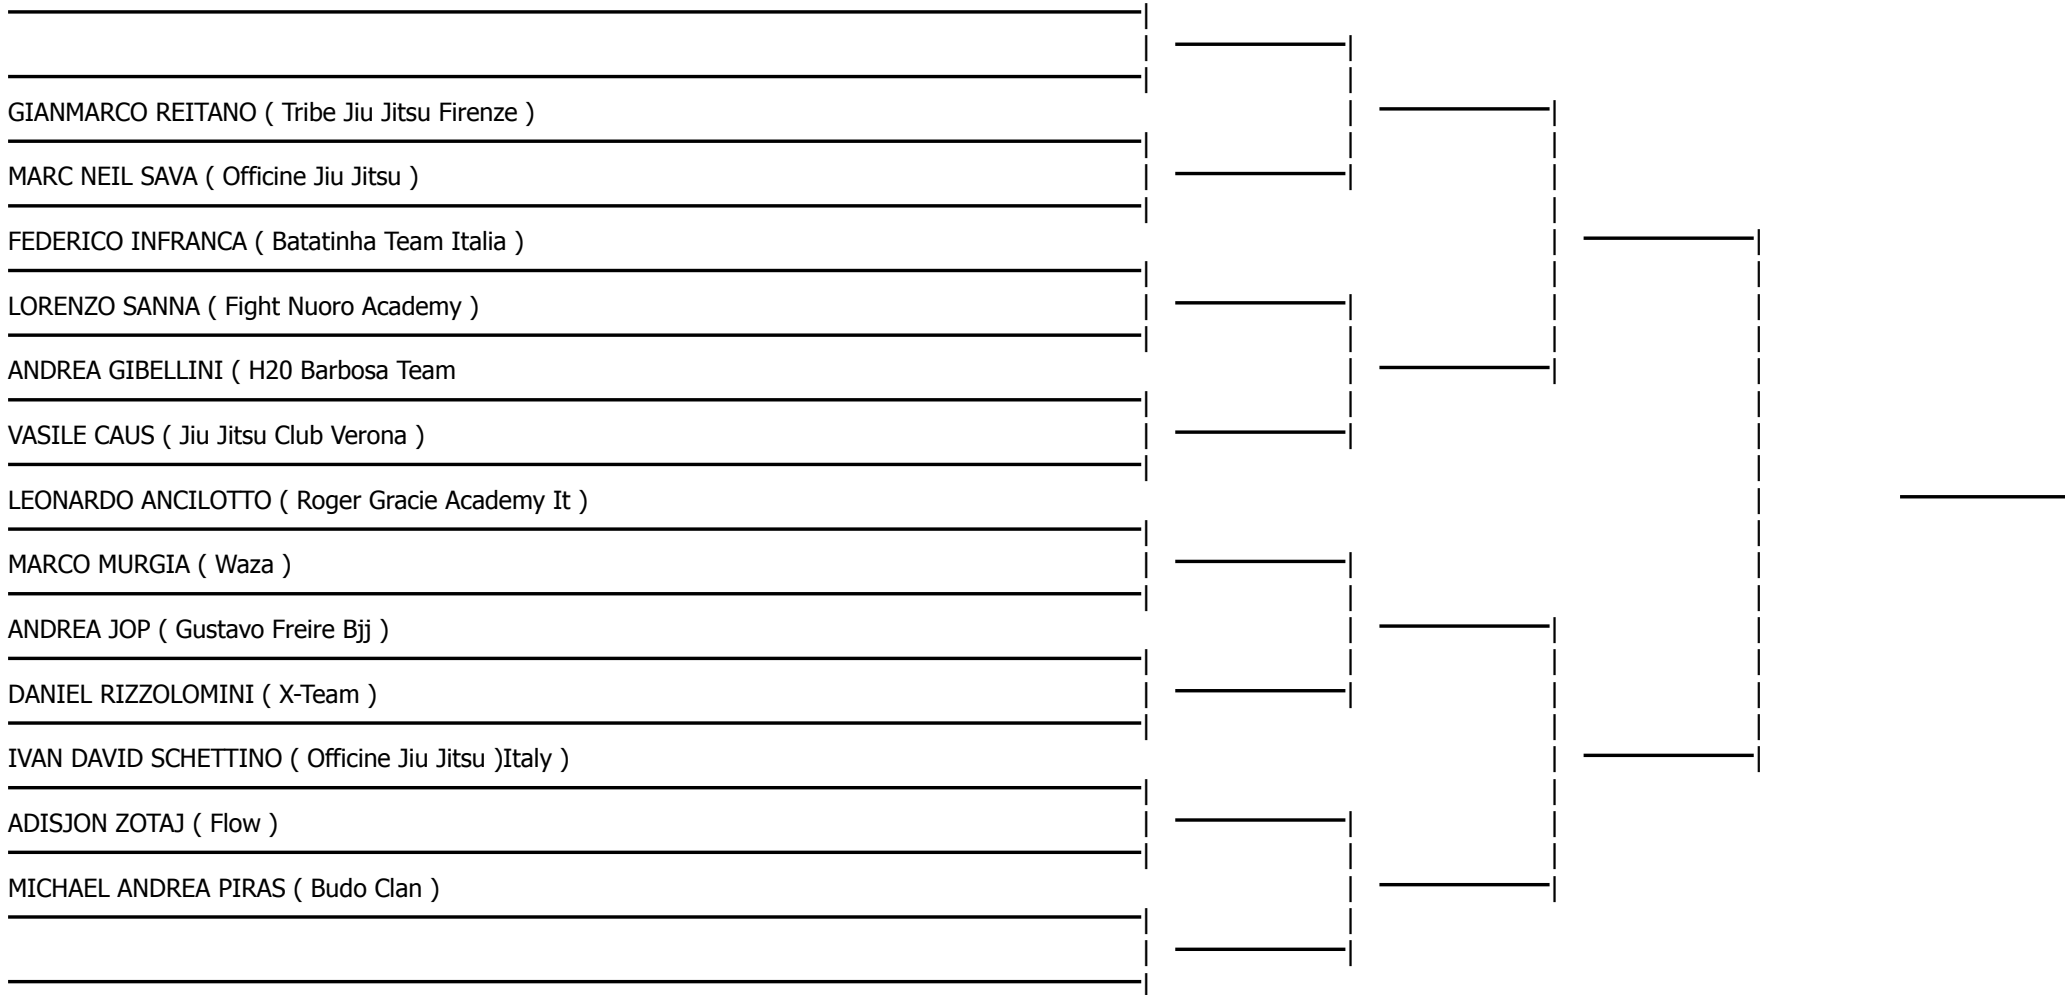 GIANMARCO REITANO ( Tribe Jiu Jitsu Firenze )
MARC NEIL SAVA ( Officine Jiu Jitsu )
FEDERICO INFRANCA ( Batatinha Team Italia )
LORENZO SANNA ( Fight Nuoro Academy )
ANDREA GIBELLINI ( H20 Barbosa Team
VASILE CAUS ( Jiu Jitsu Club Verona )
LEONARDO ANCILOTTO ( Roger Gracie Academy It )
MARCO MURGIA ( Waza )
ANDREA JOP ( Gustavo Freire Bjj )
DANIEL RIZZOLOMINI ( X-Team )
IVAN DAVID SCHETTINO ( Officine Jiu Jitsu )Italy )
ADISJON ZOTAJ ( Flow )
MICHAEL ANDREA PIRAS ( Budo Clan )